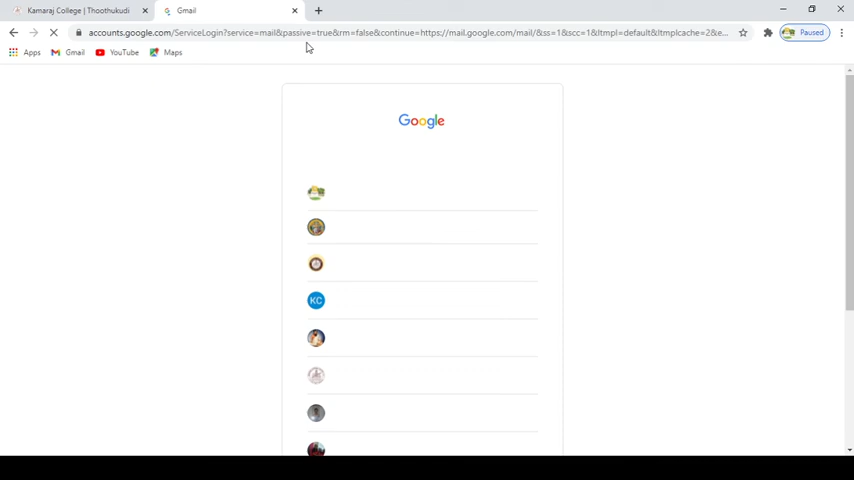 Kamaraj College | Thoothukudi
Gmail
accounts.google.com/ServiceLogin?service=mail&passive=true&rm=false&continue=https://mail.google.com/mail/&ss=1&scc=1&ltmpl=default&ltmplcache=2&e...
Paused
Apps Gmail YouTube Maps
Google
KC